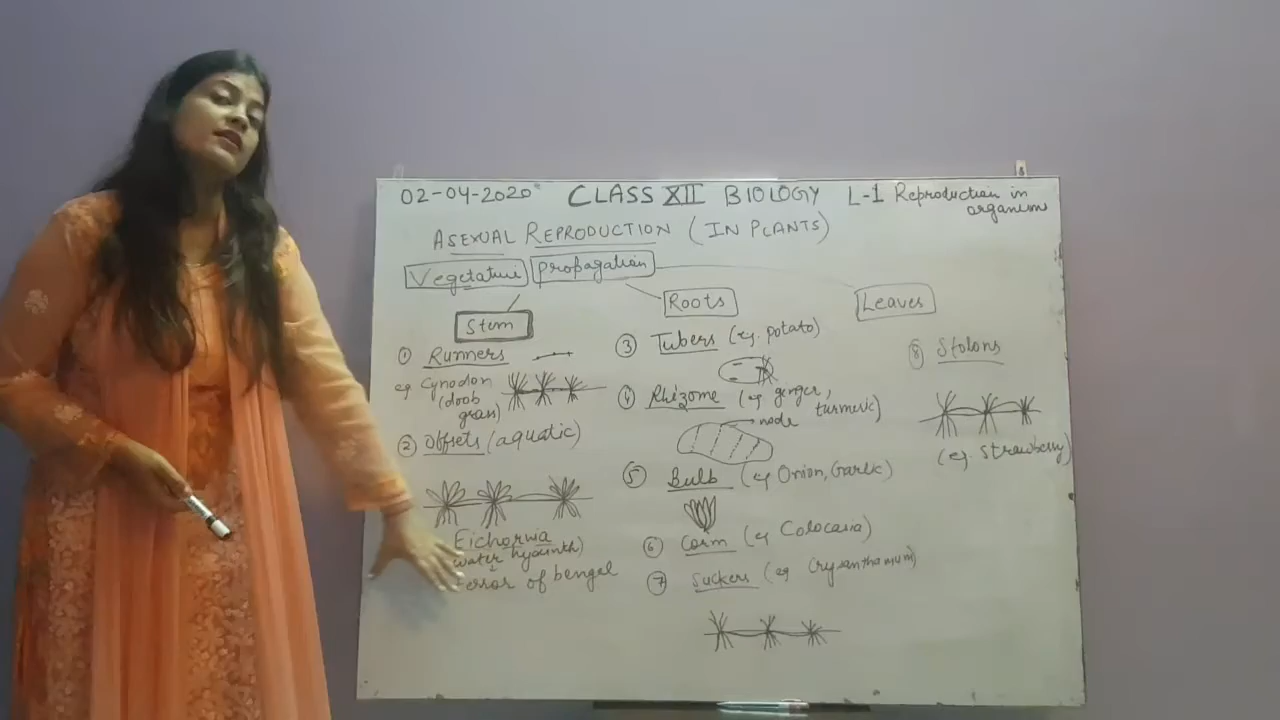 02-04-2020 CLASS XII BIOLOGY L-1 Reproduction in
organism
ASEXUAL REPRODUCTION (IN PLANTS)
Vegetative propagation
Stem
Roots
Leaves
① Runners
eg Cynodon
(doob
grass)
② Offsets (aquatic)
Eichornia
water hyacinth)
Terror of bengal
③ Tubers (eg. potato)
④ Rhizome (eg ginger,
turmeric)
node
⑤ Bulb (eg Onion, Garlic)
⑥ Corm (eg Colocasia)
⑦ Suckers (eg Crysanthamum)
⑧ Stolons
(eg. Strawberry)